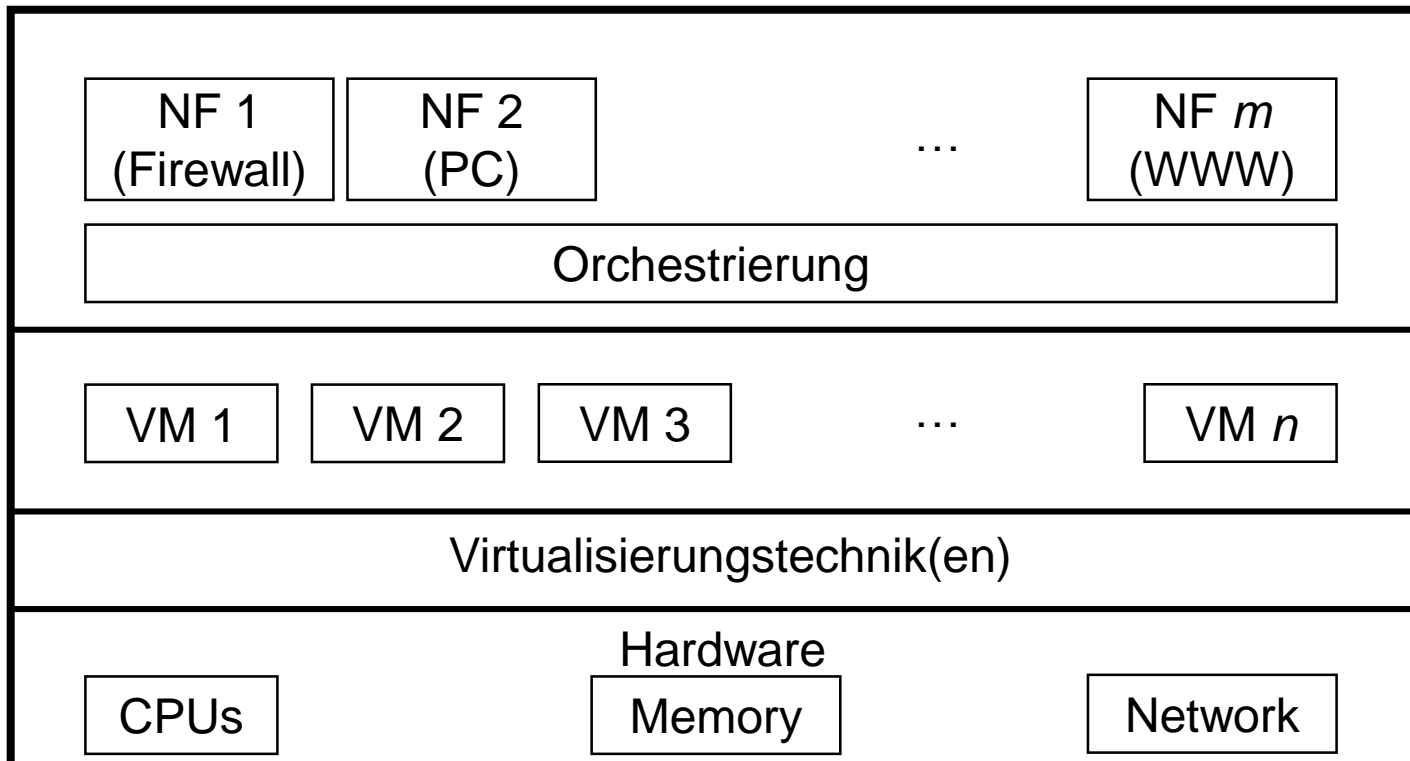 NF 1
(Firewall)
NF 2
(PC)
…
NF m
(WWW)
Orchestrierung
VM 1
VM 2
VM 3
…
VM n
Virtualisierungstechnik(en)
Hardware
CPUs
Memory
Network